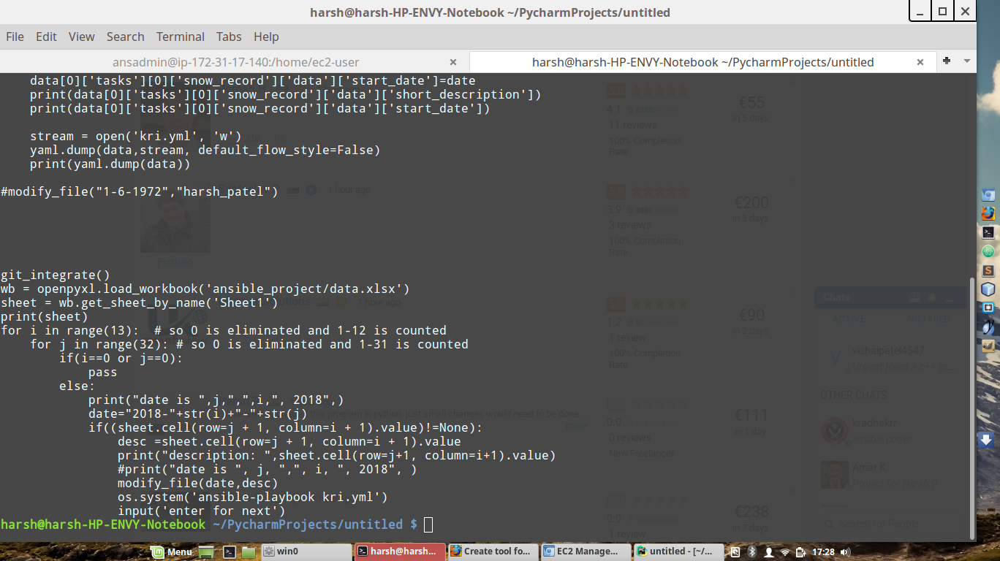 harsh@harsh-HP-ENVY-Notebook ~/PycharmProjects/untitled
File Edit View Search Terminal Tabs Help
ansadmin@ip-172-31-17-140:/home/ec2-user
harsh@harsh-HP-ENVY-Notebook ~/PycharmProjects/untitled
    data[0]['tasks'][0]['snow_record']['data']['start_date']=date
    print(data[0]['tasks'][0]['snow_record']['data']['short_description'])
    print(data[0]['tasks'][0]['snow_record']['data']['start_date'])
    stream = open('kri.yml', 'w')
    yaml.dump(data,stream, default_flow_style=False)
    print(yaml.dump(data))
#modify_file("1-6-1972","harsh_patel")
git_integrate()
wb = openpyxl.load_workbook('ansible_project/data.xlsx')
sheet = wb.get_sheet_by_name('Sheet1')
print(sheet)
for i in range(13):  # so 0 is eliminated and 1-12 is counted
    for j in range(32): # so 0 is eliminated and 1-31 is counted
        if(i==0 or j==0):
            pass
        else:
            print("date is ",j,",",i,", 2018",)
            date="2018-"+str(i)+"-"+str(j)
            if((sheet.cell(row=j + 1, column=i + 1).value)!=None):
                desc =sheet.cell(row=j + 1, column=i + 1).value
                print("description: ",sheet.cell(row=j+1, column=i+1).value)
                #print("date is ", j, ",", i, ", 2018", )
                modify_file(date,desc)
                os.system('ansible-playbook kri.yml')
                input('enter for next')
harsh@harsh-HP-ENVY-Notebook ~/PycharmProjects/untitled $
1 hour ago
Portfolio
1 hour ago
this program in python, just small changes would need to be done...
more
5.0
4.1
11 reviews
100% Completion
Rate
€55
in 5 days
5.0
3.9
3 reviews
100% Completion
Rate
€200
in 3 days
5.0
1.2
1 review
100% Completion
Rate
€90
in 2 days
0.0
0.0
0 reviews
New Freelancer
€111
in 1 day
0.0
1 review
€238
in 7 days
Chats
ACTIVE ARCHIVED
V
vishalpatel4547
Urgent Need A c++ pr...
OTHER CHATS
kradhakrr
ansible coder
Amar K.
Project for Harsh P.
Search for People
Menu win0 harsh@harsh... Create tool fo... EC2 Manage... untitled - [~/... 17:28